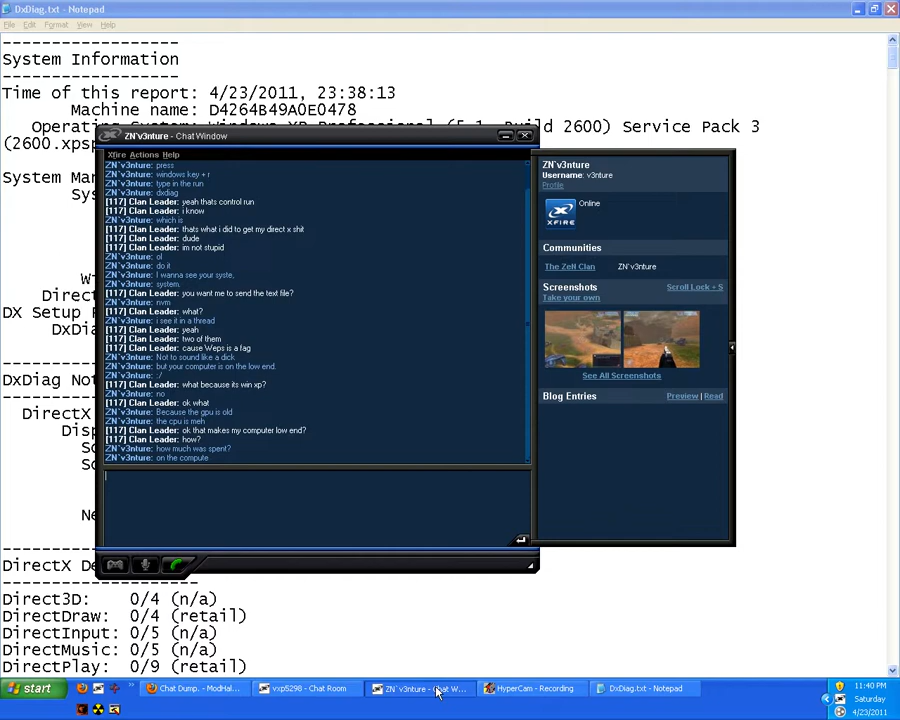 DxDiag.txt - Notepad
File Edit Format View Help
------------------
System Information
------------------
Time of this report: 4/23/2011, 23:38:13
Machine name: D4264B49A0E0478
Operating System: Windows XP Professional (5.1, Build 2600) Service Pack 3
(2600.xpsp
System Man
Sys
Wi
Direct
DX Setup P
DxDia
DxDiag Not
DirectX
Disp
So
So
Ne
DirectX De
Direct3D: 0/4 (n/a)
DirectDraw: 0/4 (retail)
DirectInput: 0/5 (n/a)
DirectMusic: 0/5 (n/a)
DirectPlay: 0/9 (retail)
ZN`v3nture - Chat Window
Xfire Actions Help
ZN`v3nture: press
ZN`v3nture: windows key + r
ZN`v3nture: type in the run
ZN`v3nture: dxdiag
[117] Clan Leader: yeah thats control run
[117] Clan Leader: i know
ZN`v3nture: which is
[117] Clan Leader: thats what i did to get my direct x shit
[117] Clan Leader: dude
[117] Clan Leader: im not stupid
ZN`v3nture: ol
ZN`v3nture: do it
ZN`v3nture: I wanna see your syste,
ZN`v3nture: system.
[117] Clan Leader: you want me to send the text file?
ZN`v3nture: nvm
[117] Clan Leader: what?
ZN`v3nture: i see it in a thread
[117] Clan Leader: yeah
[117] Clan Leader: two of them
[117] Clan Leader: cause Weps is a fag
ZN`v3nture: Not to sound like a dick
ZN`v3nture: but your computer is on the low end.
ZN`v3nture: :/
[117] Clan Leader: what because its win xp?
ZN`v3nture: no
[117] Clan Leader: ok what
ZN`v3nture: Because the gpu is old
ZN`v3nture: the cpu is meh
[117] Clan Leader: ok that makes my computer low end?
[117] Clan Leader: how?
ZN`v3nture: how much was spent?
ZN`v3nture: on the compute
ZN`v3nture
Username: v3nture
Profile
XFIRE
Online
Communities
The ZeN Clan ZN`v3nture
Screenshots Scroll Lock + S
Take your own
See All Screenshots
Blog Entries Preview | Read
start
Chat Dump. - ModHal...
vxp5298 - Chat Room
ZN`v3nture - Chat W...
HyperCam - Recording
DxDiag.txt - Notepad
11:40 PM
Saturday
4/23/2011